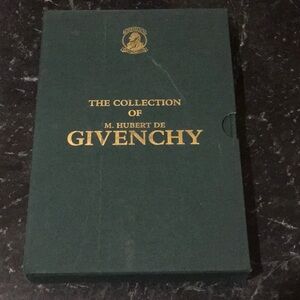 THE COLLECTION
OF
M. HUBERT DE
GIVENCHY